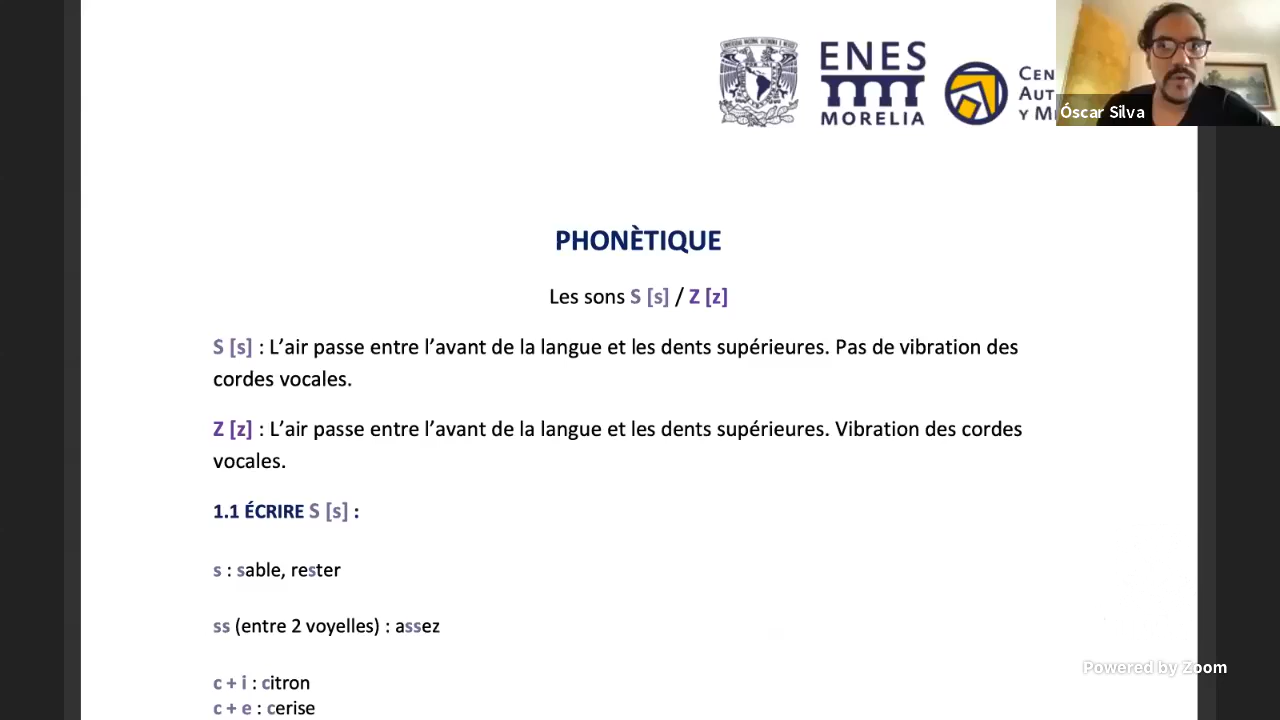 ENES
MORELIA
CEN
AUT
Y M
Óscar Silva
PHONÈTIQUE
Les sons S [s] / Z [z]
S [s] : L’air passe entre l’avant de la langue et les dents supérieures. Pas de vibration des
cordes vocales.
Z [z] : L’air passe entre l’avant de la langue et les dents supérieures. Vibration des cordes
vocales.
1.1 ÉCRIRE S [s] :
s : sable, rester
ss (entre 2 voyelles) : assez
c + i : citron
c + e : cerise
Powered by Zoom